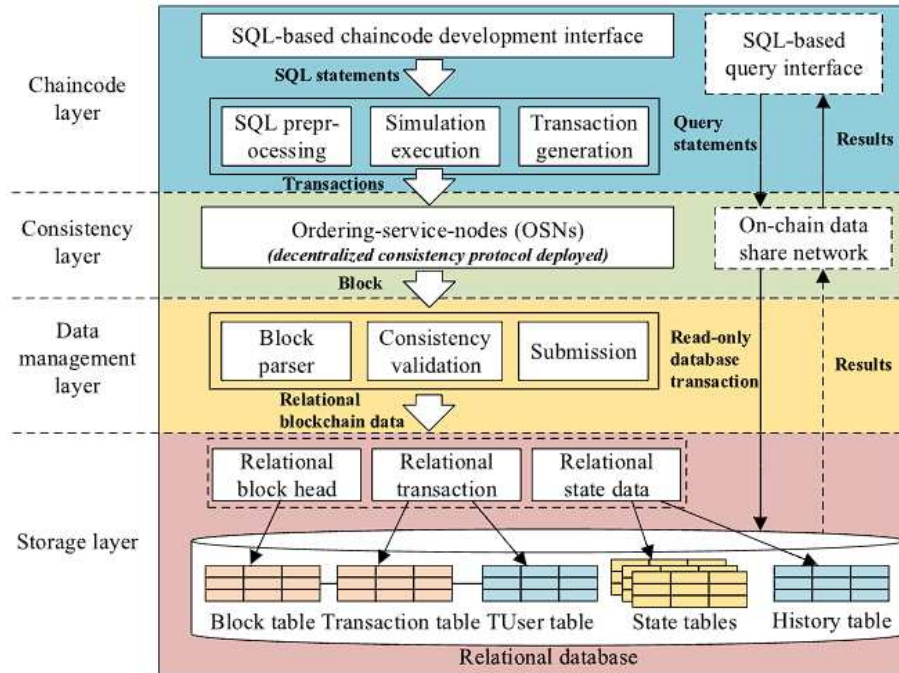 SQL-based chaincode development interface
SQL-based
query interface
SQL statements
Chaincode
layer
SQL prepr-
ocessing
Simulation
execution
Transaction
generation
Query
statements
Results
Transactions
Consistency
layer
Ordering-service-nodes (OSNs)
(decentralized consistency protocol deployed)
On-chain data
share network
Block
Data
management
layer
Block
parser
Consistency
validation
Submission
Read-only
database
transaction
Results
Relational
blockchain data
Storage layer
Relational
block head
Relational
transaction
Relational
state data
Block table
Transaction table
TUser table
State tables
History table
Relational database